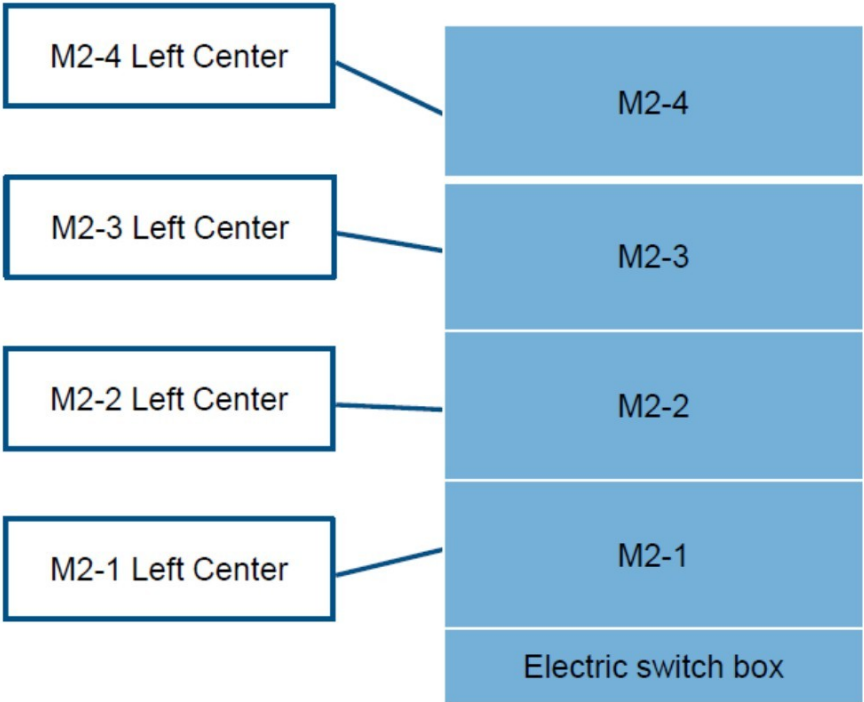 M2-4 Left Center
M2-4
M2-3 Left Center
M2-3
M2-2 Left Center
M2-2
M2-1 Left Center
M2-1
Electric switch box